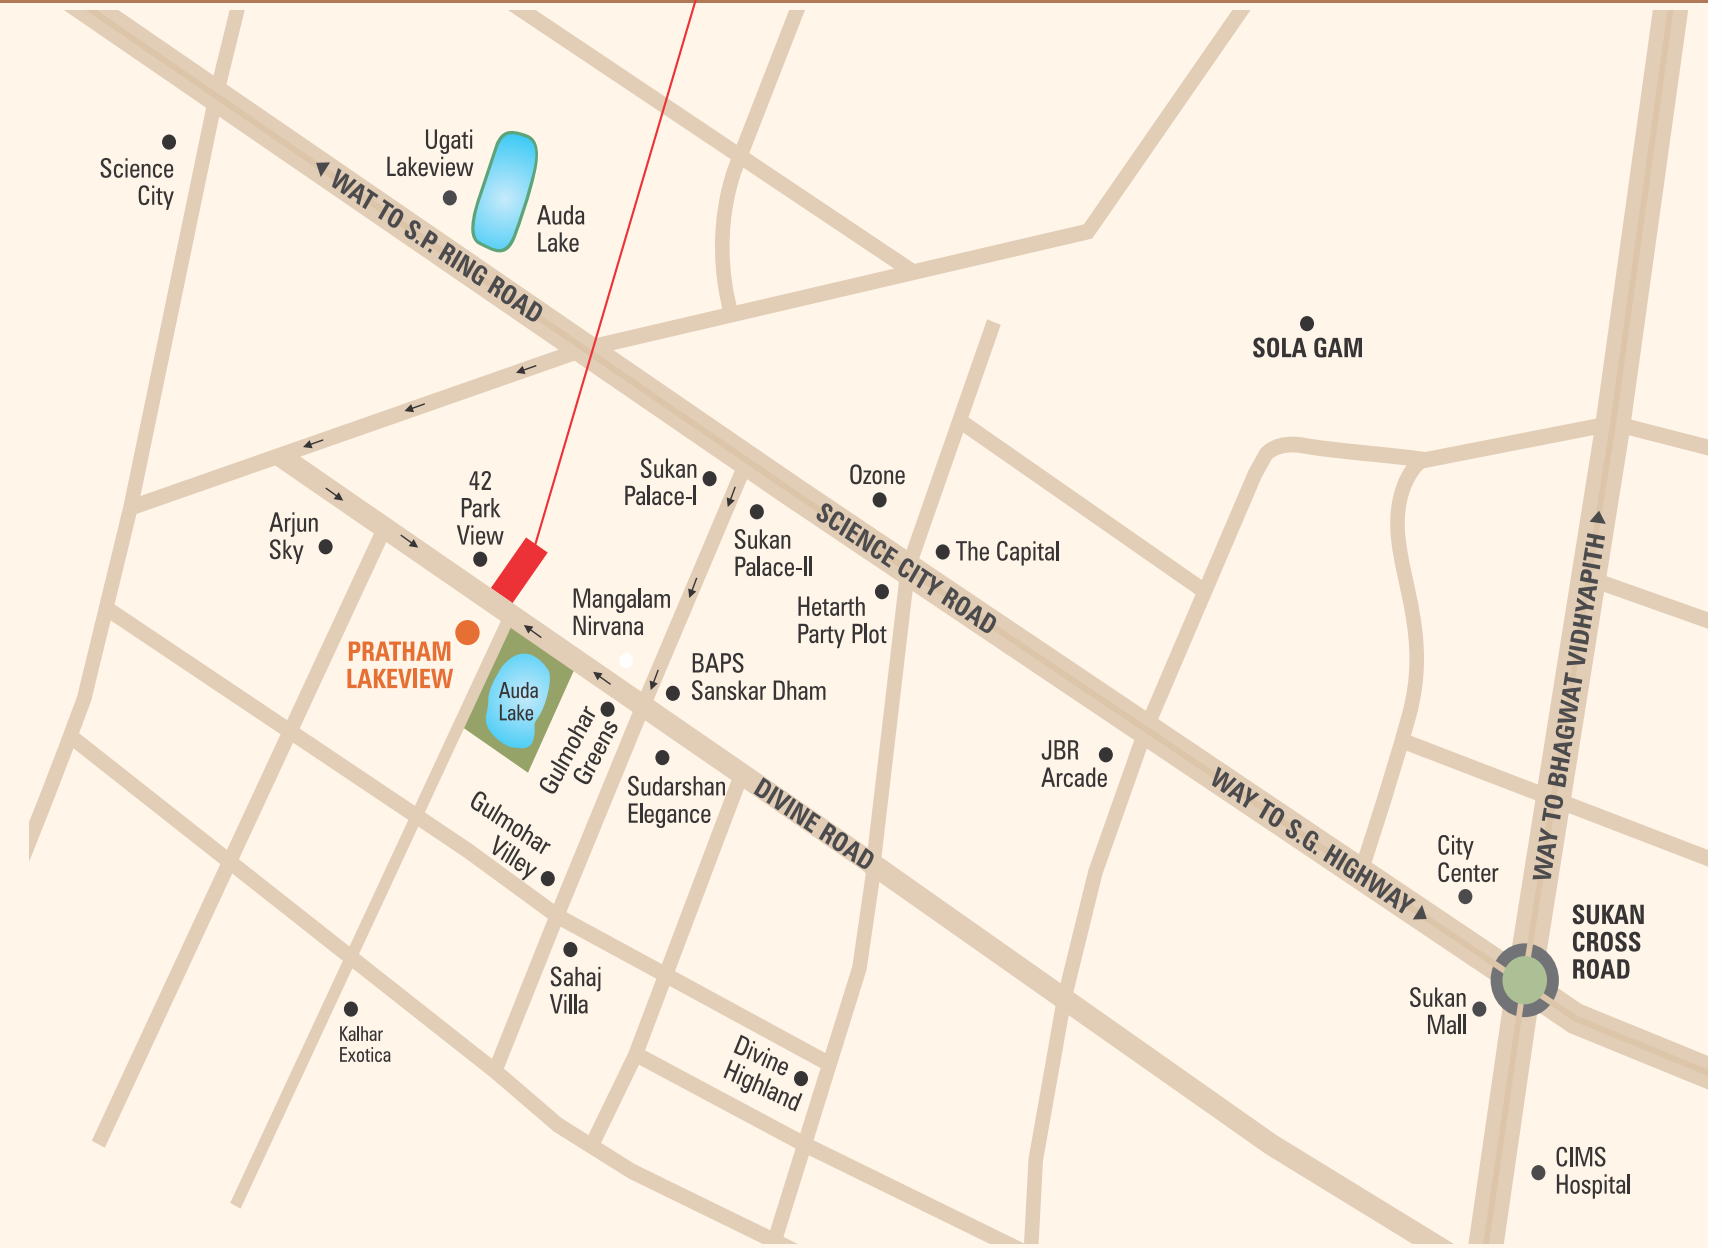 Science
City
Ugati
Lakeview
Auda
Lake
WAT TO S.P. RING ROAD
SOLA GAM
42
Park
View
Arjun
Sky
Sukan
Palace-I
Sukan
Palace-II
Ozone
The Capital
SCIENCE CITY ROAD
Hetarth
Party Plot
Mangalam
Nirvana
PRATHAM
LAKEVIEW
Auda
Lake
BAPS
Sanskar Dham
Gulmohar
Greens
Sudarshan
Elegance
DIVINE ROAD
Gulmohar
Villey
JBR
Arcade
WAY TO S.G. HIGHWAY
WAY TO BHAGWAT VIDHYAPITH
City
Center
SUKAN
CROSS
ROAD
Sukan
Mall
Sahaj
Villa
Kalhar
Exotica
Divine
Highland
CIMS
Hospital